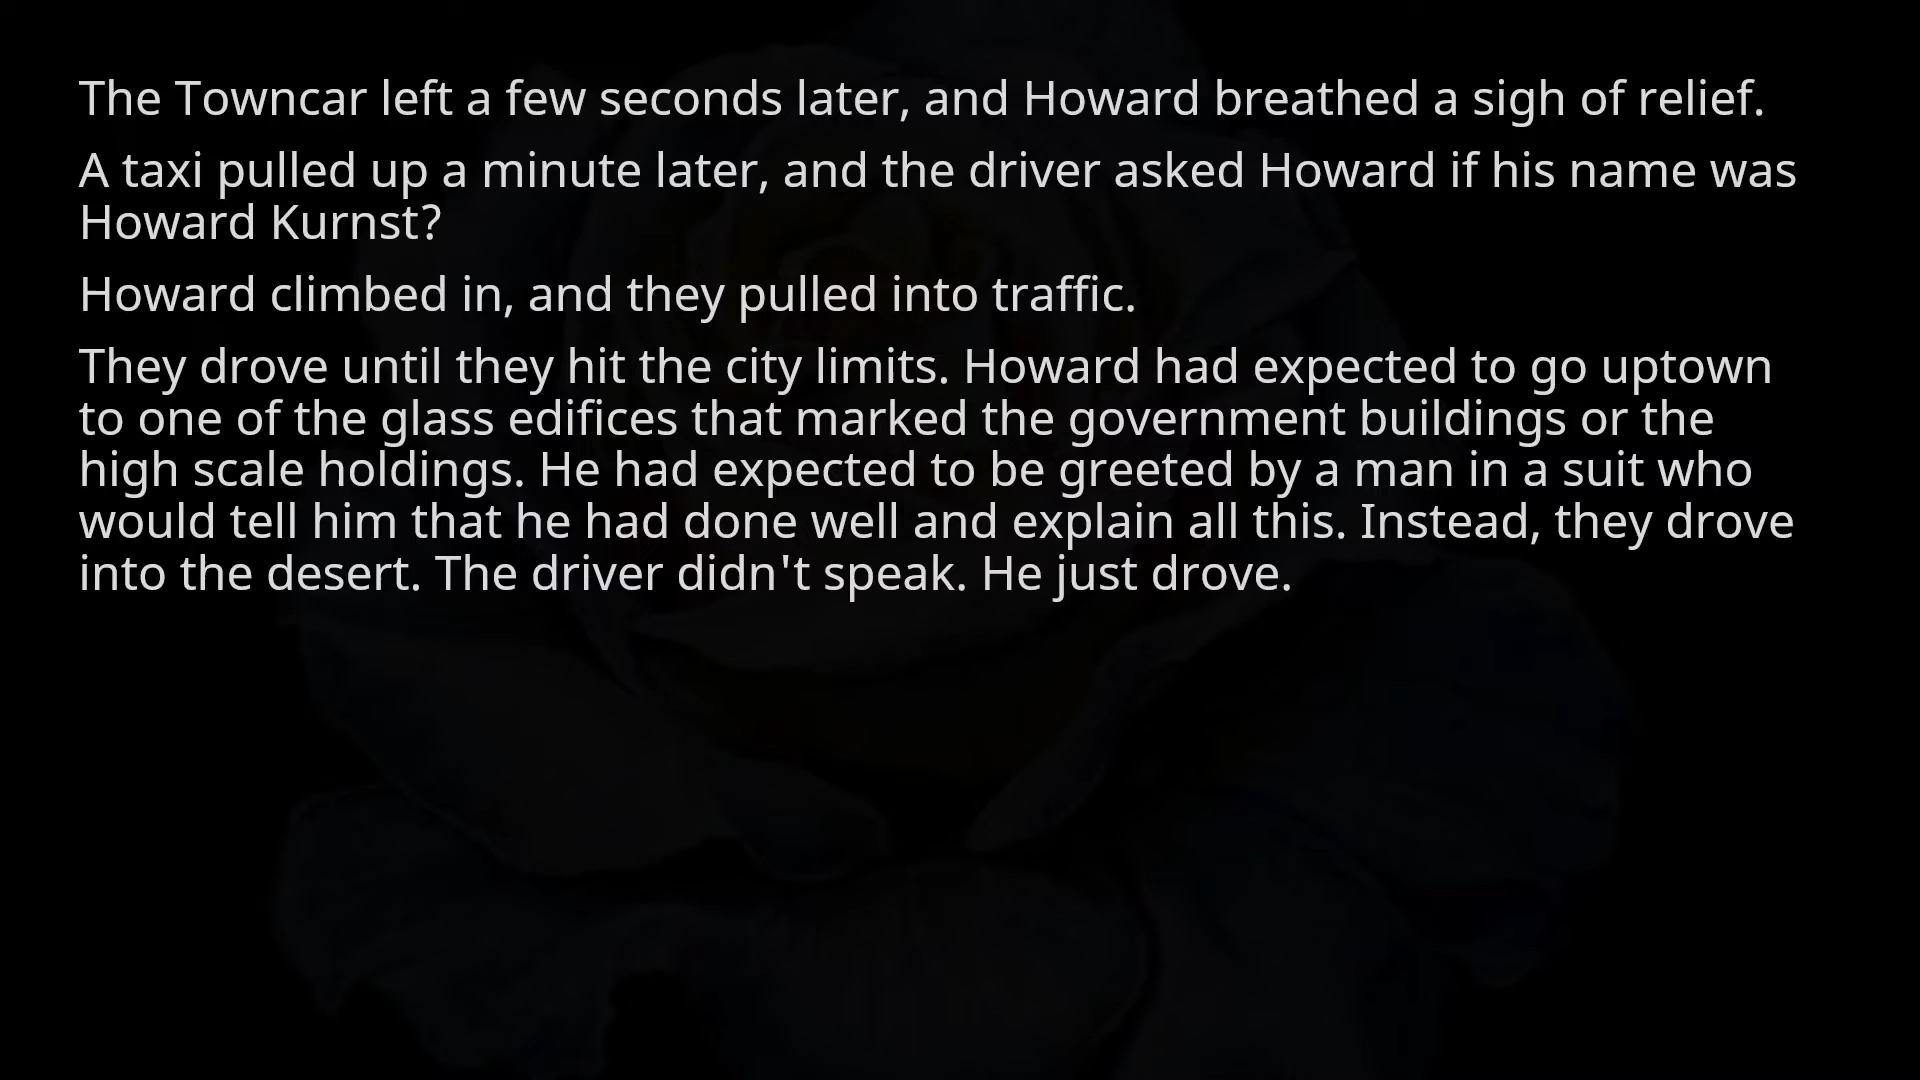 The Towncar left a few seconds later, and Howard breathed a sigh of relief.
A taxi pulled up a minute later, and the driver asked Howard if his name was
Howard Kurnst?
Howard climbed in, and they pulled into traffic.
They drove until they hit the city limits. Howard had expected to go uptown
to one of the glass edifices that marked the government buildings or the
high scale holdings. He had expected to be greeted by a man in a suit who
would tell him that he had done well and explain all this. Instead, they drove
into the desert. The driver didn't speak. He just drove.